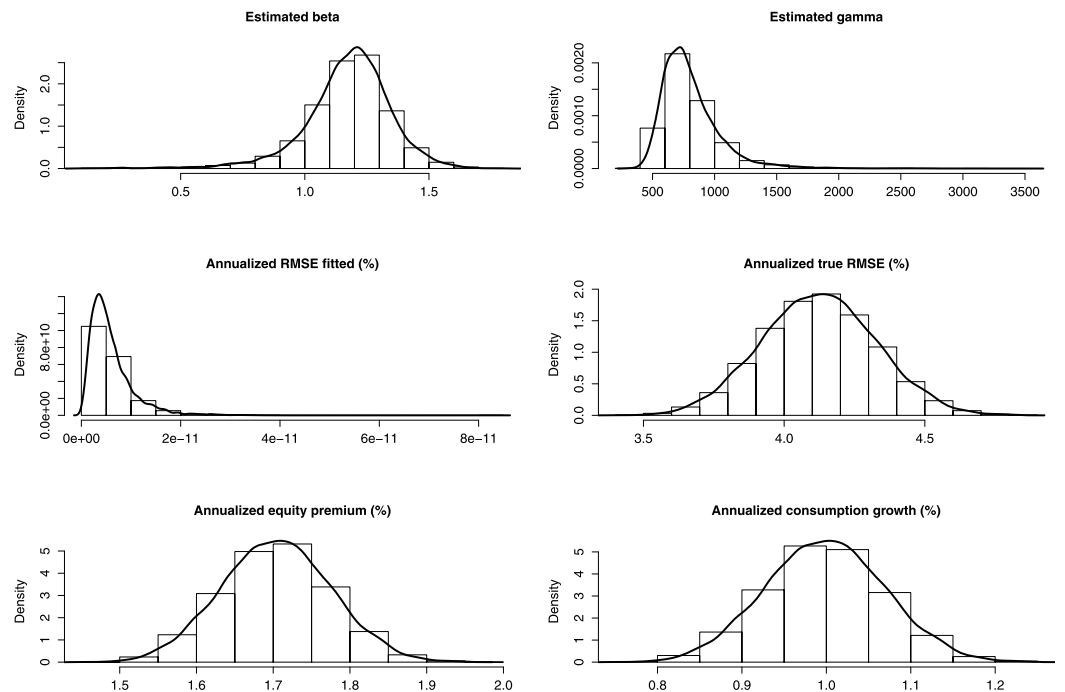 Estimated beta
Density
0.0 1.0 2.0
0.5 1.0 1.5
Estimated gamma
Density
0.0000 0.0010 0.0020
500 1000 1500 2000 2500 3000 3500
Annualized RMSE fitted (%)
Density
0.0e+00 8.0e+10
0e+00 2e−11 4e−11 6e−11 8e−11
Annualized true RMSE (%)
Density
0.0 0.5 1.0 1.5 2.0
3.5 4.0 4.5
Annualized equity premium (%)
Density
0 1 2 3 4 5
1.5 1.6 1.7 1.8 1.9 2.0
Annualized consumption growth (%)
Density
0 1 2 3 4 5
0.8 0.9 1.0 1.1 1.2